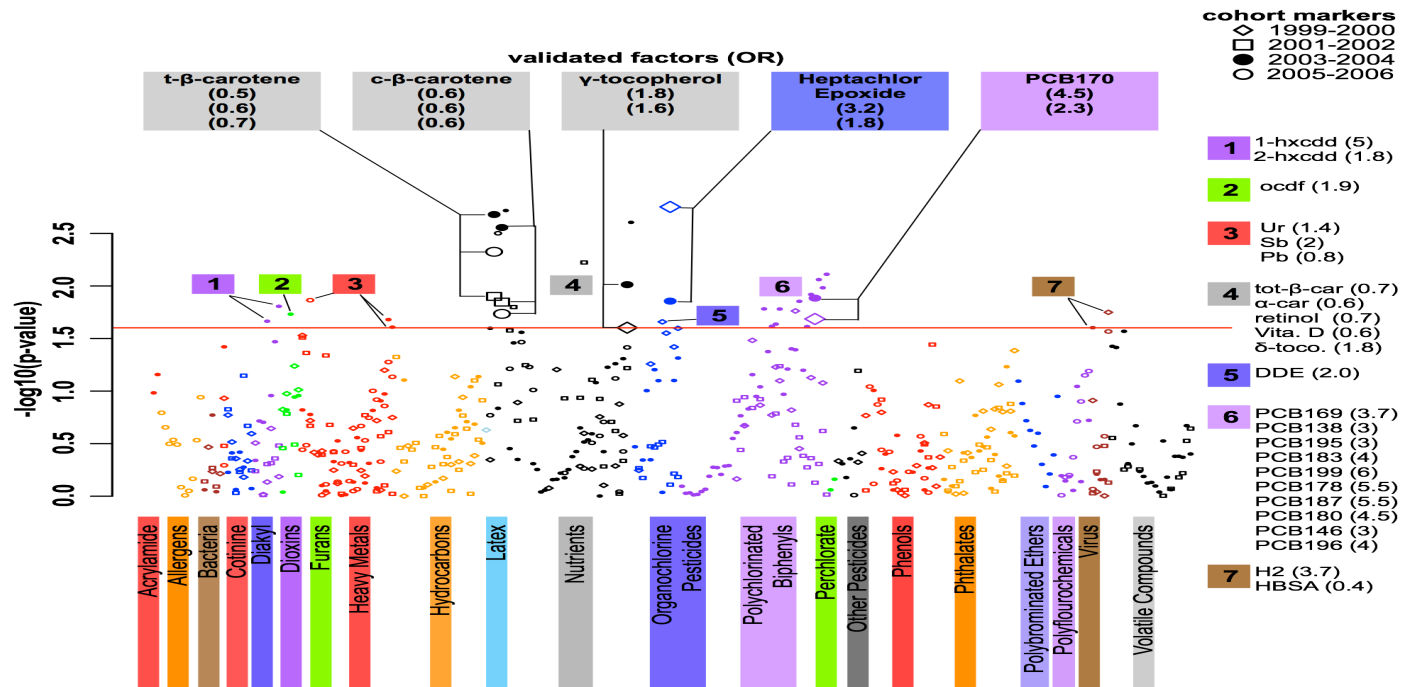 cohort markers
1999-2000
2001-2002
2003-2004
2005-2006
validated factors (OR)
t-β-carotene
(0.5)
(0.6)
(0.7)
c-β-carotene
(0.6)
(0.6)
(0.6)
γ-tocopherol
(1.8)
(1.6)
Heptachlor
Epoxide
(3.2)
(1.8)
PCB170
(4.5)
(2.3)
1
2
3
4
5
6
7
-log10(p-value)
2.5
2.0
1.5
1.0
0.5
0.0
Acrylamide
Allergens
Bacteria
Cotinine
Diakyl
Dioxins
Furans
Heavy Metals
Hydrocarbons
Latex
Nutrients
Organochlorine
Pesticides
Polychlorinated
Biphenyls
Perchlorate
Other Pesticides
Phenols
Phthalates
Polybrominated Ethers
Polyflourochemicals
Virus
Volatile Compounds
1
1-hxcdd (5)
2-hxcdd (1.8)
2
ocdf (1.9)
3
Ur (1.4)
Sb (2)
Pb (0.8)
4
tot-β-car (0.7)
α-car (0.6)
retinol (0.7)
Vita. D (0.6)
δ-toco. (1.8)
5
DDE (2.0)
6
PCB169 (3.7)
PCB138 (3)
PCB195 (3)
PCB183 (4)
PCB199 (6)
PCB178 (5.5)
PCB187 (5.5)
PCB180 (4.5)
PCB146 (3)
PCB196 (4)
7
H2 (3.7)
HBSA (0.4)